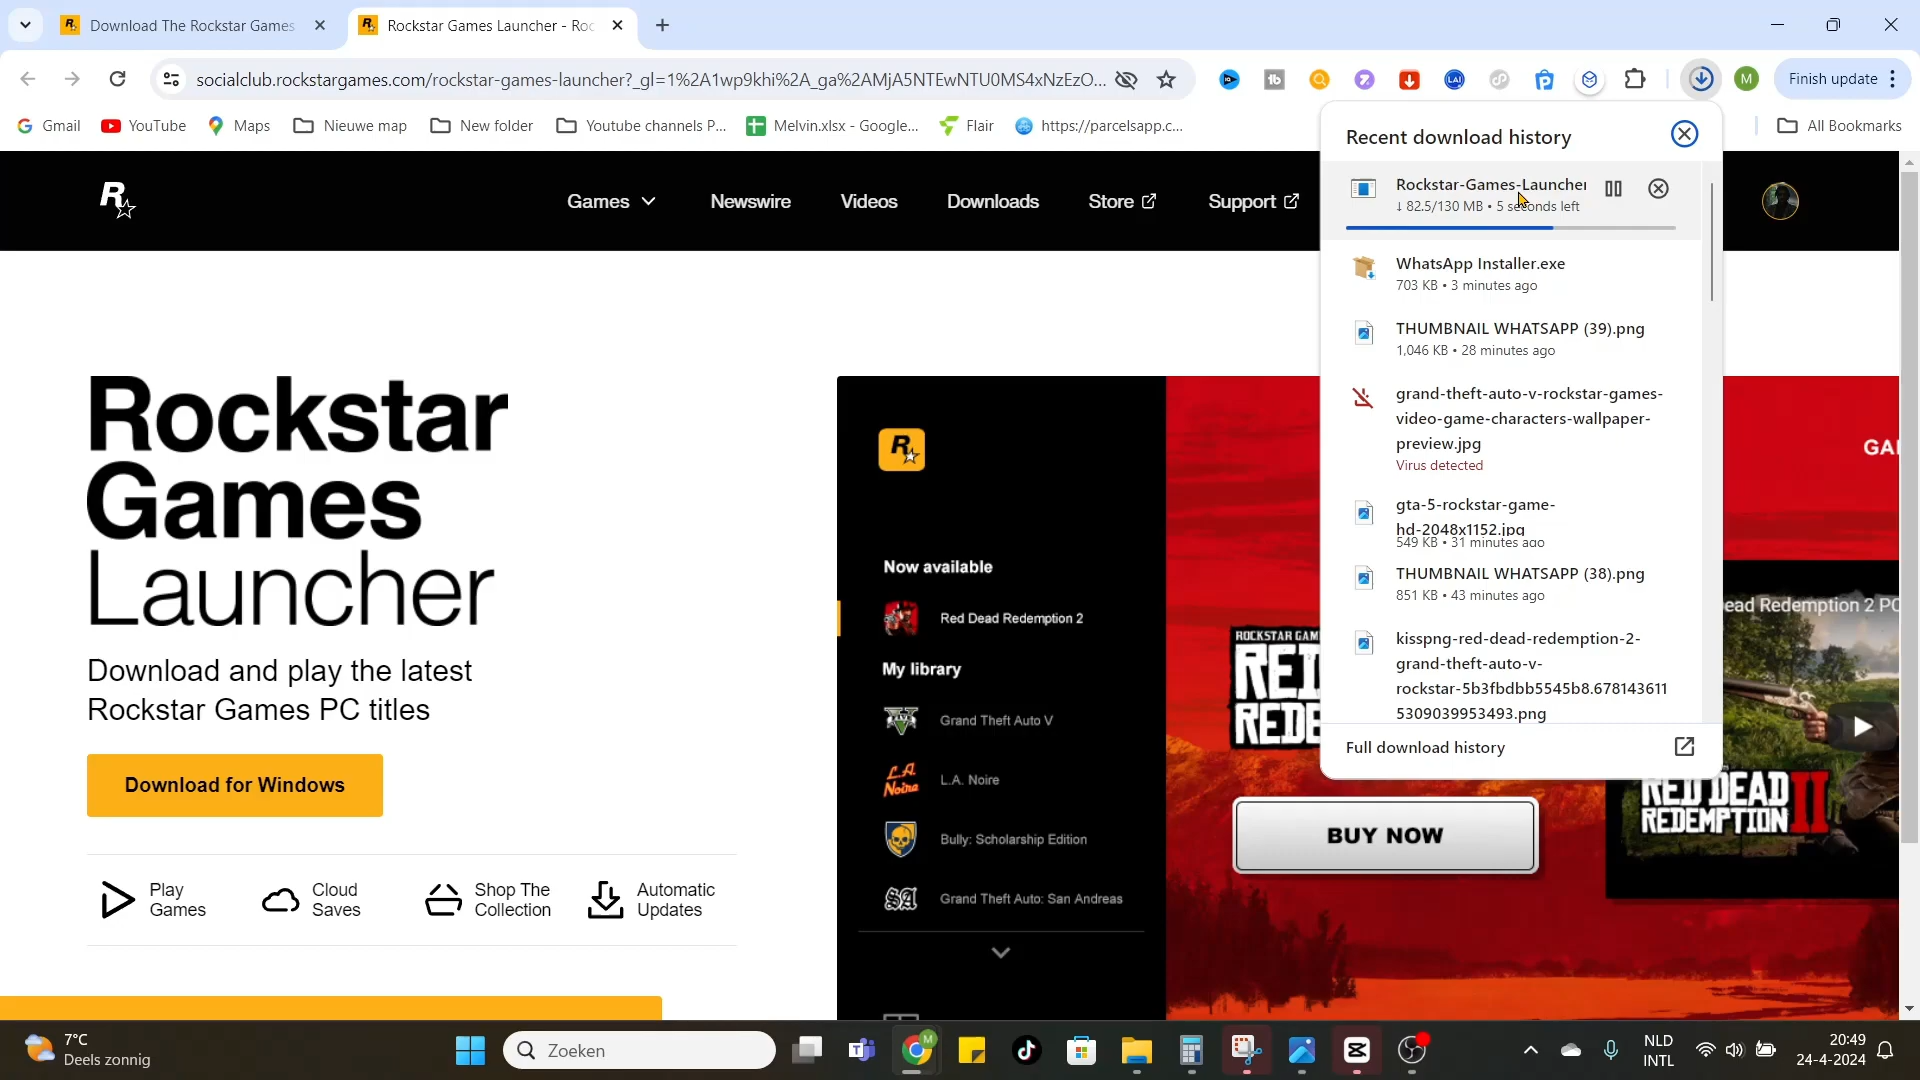 Download The Rockstar Games
Rockstar Games Launcher - Roc
socialclub.rockstargames.com/rockstar-games-launcher?_gl=1%2A1wp9khi%2A_ga%2AMjA5NTEwNTU0MS4xNzEzO...
Finish update
Gmail
YouTube
Maps
Nieuwe map
New folder
Youtube channels P...
Melvin.xlsx - Google...
Flair
https://parcelsapp.c...
All Bookmarks
Games
Newswire
Videos
Downloads
Store
Support
Recent download history
Rockstar-Games-Launcher
↓ 82.5/130 MB • 5 seconds left
WhatsApp Installer.exe
703 KB • 3 minutes ago
THUMBNAIL WHATSAPP (39).png
1,046 KB • 28 minutes ago
grand-theft-auto-v-rockstar-games-
video-game-characters-wallpaper-
preview.jpg
Virus detected
gta-5-rockstar-game-
hd-2048x1152.jpg
549 KB • 31 minutes ago
THUMBNAIL WHATSAPP (38).png
851 KB • 43 minutes ago
kisspng-red-dead-redemption-2-
grand-theft-auto-v-
rockstar-5b3fbdbb5545b8.678143611
5309039953493.png
Full download history
Rockstar
Games
Launcher
Download and play the latest
Rockstar Games PC titles
Download for Windows
Play
Games
Cloud
Saves
Shop The
Collection
Automatic
Updates
Now available
Red Dead Redemption 2
My library
Grand Theft Auto V
L.A. Noire
Bully: Scholarship Edition
Grand Theft Auto: San Andreas
ROCKSTAR GAM
RE
RED
BUY NOW
GA
ead Redemption 2 PC
RED DEAD
REDEMPTION II
7°C
Deels zonnig
Zoeken
NLD
INTL
20:49
24-4-2024